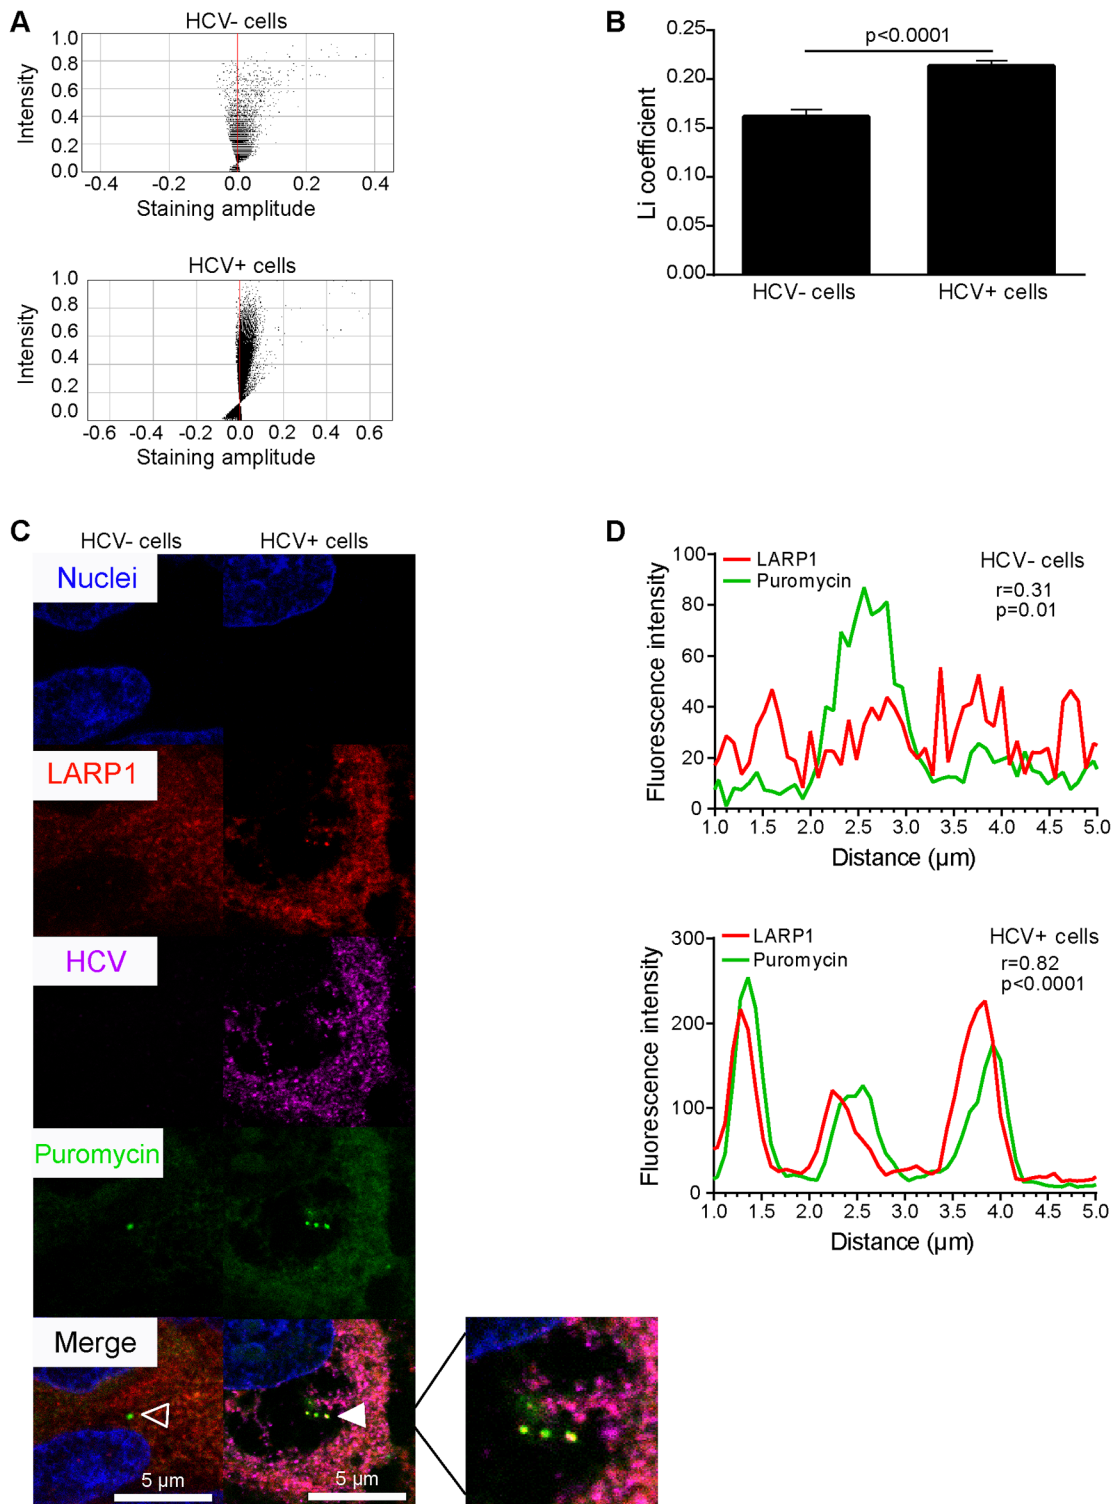 A
HCV- cells
1.0
0.8
0.6
0.4
0.2
0.0
Intensity
-0.4
-0.2
0.0
0.2
0.4
Staining amplitude
HCV+ cells
1.0
0.8
0.6
0.4
0.2
0.0
Intensity
-0.6
-0.4
-0.2
0.0
0.2
0.4
0.6
Staining amplitude
B
p<0.0001
0.25
0.20
0.15
0.10
0.05
0.00
Li coefficient
HCV- cells
HCV+ cells
C
HCV- cells
HCV+ cells
Nuclei
LARP1
HCV
Puromycin
Merge
5 µm
5 µm
D
LARP1
Puromycin
HCV- cells
r=0.31
p=0.01
100
80
60
40
20
0
Fluorescence intensity
1.0
1.5
2.0
2.5
3.0
3.5
4.0
4.5
5.0
Distance (µm)
LARP1
Puromycin
HCV+ cells
r=0.82
p<0.0001
300
200
100
0
Fluorescence intensity
1.0
1.5
2.0
2.5
3.0
3.5
4.0
4.5
5.0
Distance (µm)